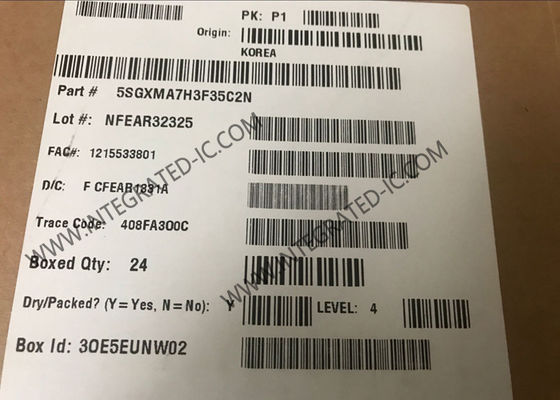 PK: P1
Origin:
KOREA
Part # 5SGXMA7H3F35C2N
Lot #: NFEAR32325
FAC#: 1215533801
D/C: F CFEAR1831A
Trace Code: 408FA300C
Boxed Qty: 24
Dry/Packed? (Y=Yes, N=No): Y LEVEL: 4
Box Id: 3OE5EUNW02
WWW.INTEGRATED-IC.COM
WWW.INTEGRATED-IC.COM